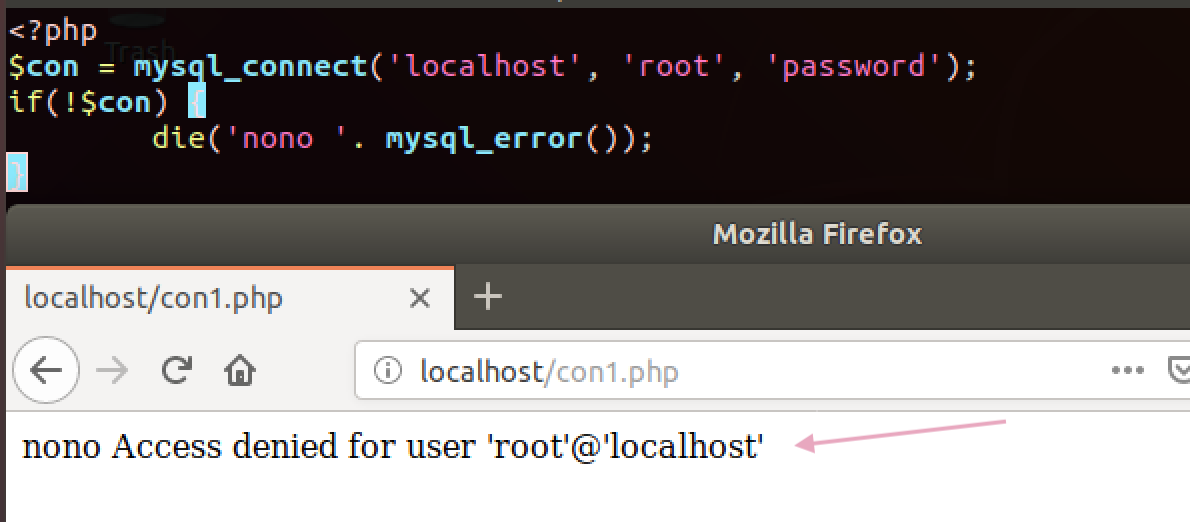 <?php
Trash
$con = mysql_connect('localhost', 'root', 'password');
if(!$con) {
        die('nono '. mysql_error());
}
Mozilla Firefox
localhost/con1.php × +
localhost/con1.php
nono Access denied for user 'root'@'localhost'